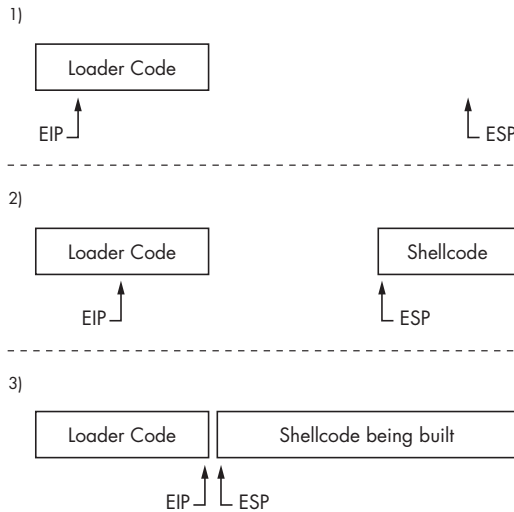 1)
Loader Code
EIP ESP
2)
Loader Code Shellcode
EIP ESP
3)
Loader Code Shellcode being built
EIP ESP